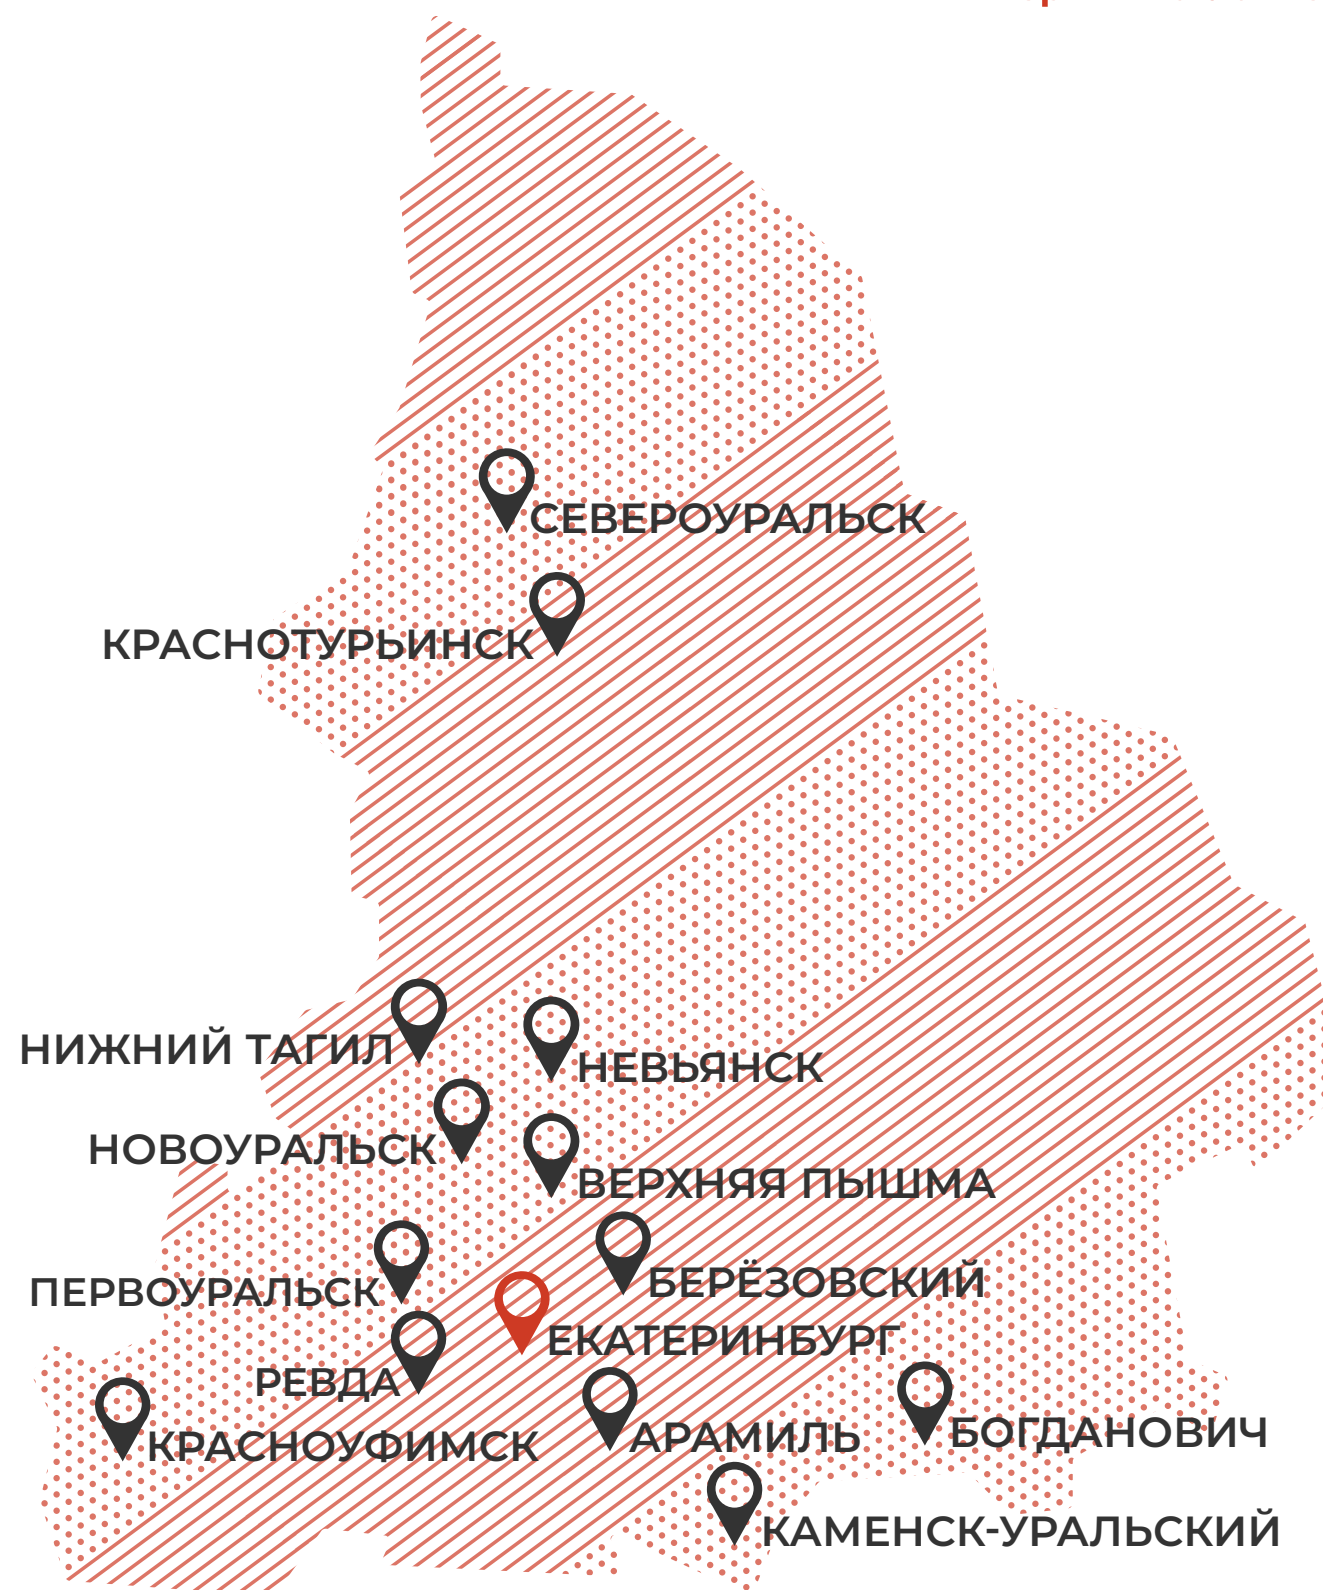 СЕВЕРОУРАЛЬСК
КРАСНОТУРЬИНСК
НИЖНИЙ ТАГИЛ
НЕВЬЯНСК
НОВОУРАЛЬСК
ВЕРХНЯЯ ПЫШМА
БЕРЁЗОВСКИЙ
ПЕРВОУРАЛЬСК
ЕКАТЕРИНБУРГ
РЕВДА
БОГДАНОВИЧ
АРАМИЛЬ
КРАСНОУФИМСК
КАМЕНСК-УРАЛЬСКИЙ